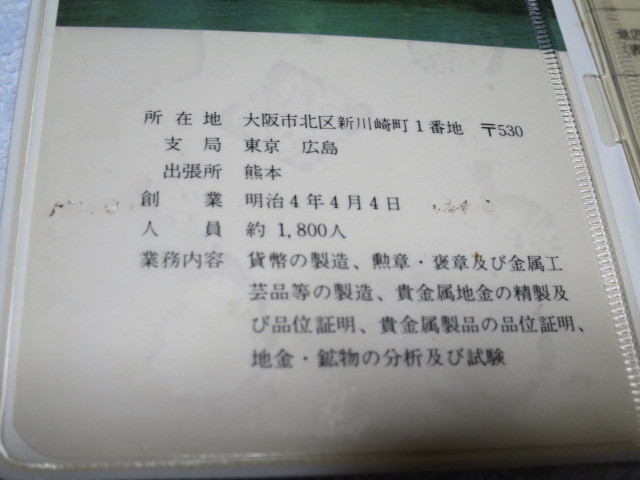 所在地 大阪市北区新川崎町1番地 〒530
支局 東京 広島
出張所 熊本
創業 明治4年4月4日
人員 約1,800人
業務内容 貨幣の製造、勲章・褒章及び金属工
芸品等の製造、貴金属地金の精製及
び品位証明、貴金属製品の品位証明、
地金・鉱物の分析及び試験